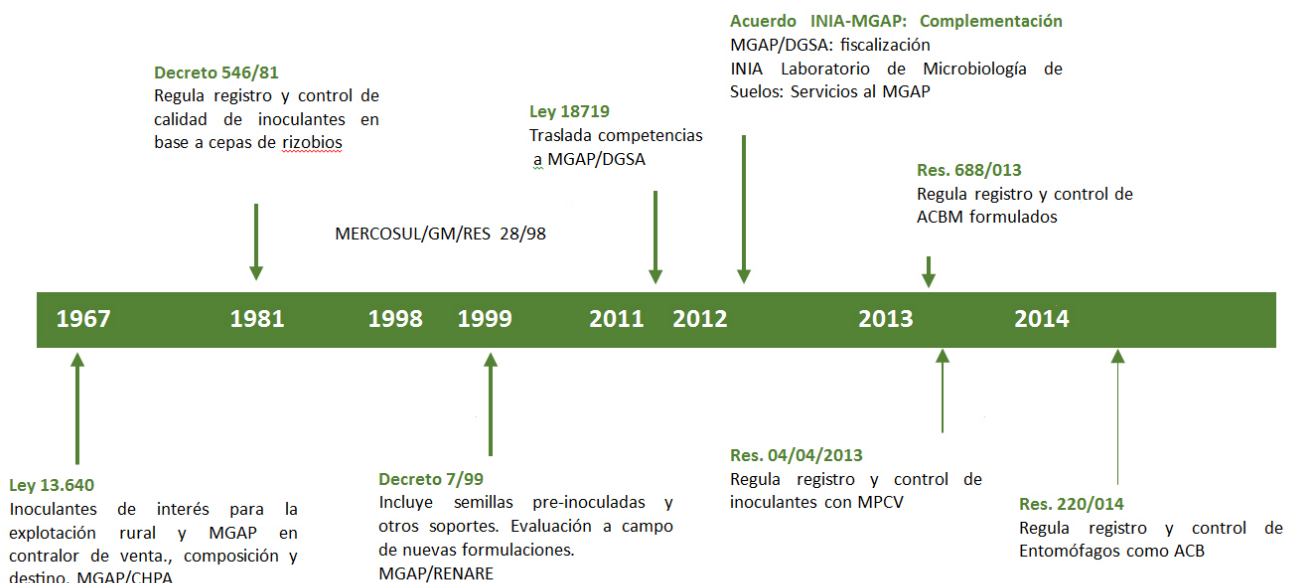 Acuerdo INIA-MGAP: Complementación
MGAP/DGSA: fiscalización
INIA Laboratorio de Microbiología de
Suelos: Servicios al MGAP
Decreto 546/81
Regula registro y control de
calidad de inoculantes en
base a cepas de rizobios
Ley 18719
Traslada competencias
a MGAP/DGSA
Res. 688/013
Regula registro y control de
ACBM formulados
MERCOSUL/GM/RES 28/98
1967 1981 1998 1999 2011 2012 2013 2014
Ley 13.640
Inoculantes de interés para la
explotación rural y MGAP en
contralor de venta., composición y
destino. MGAP/CHPA
Decreto 7/99
Incluye semillas pre-inoculadas y
otros soportes. Evaluación a campo
de nuevas formulaciones.
MGAP/RENARE
Res. 04/04/2013
Regula registro y control de
inoculantes con MPCV
Res. 220/014
Regula registro y control de
Entomófagos como ACB